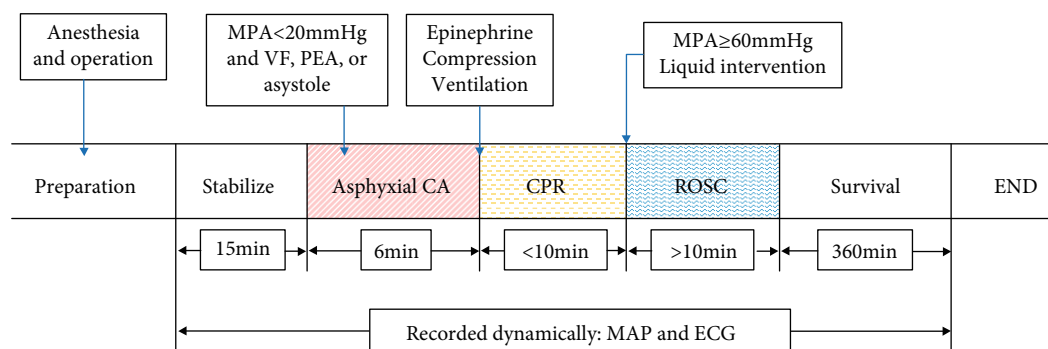 Anesthesia
and operation
MPA<20mmHg
and VF, PEA, or
asystole
Epinephrine
Compression
Ventilation
MPA≥60mmHg
Liquid intervention
Preparation
Stabilize
Asphyxial CA
CPR
ROSC
Survival
END
15min
6min
<10min
>10min
360min
Recorded dynamically: MAP and ECG